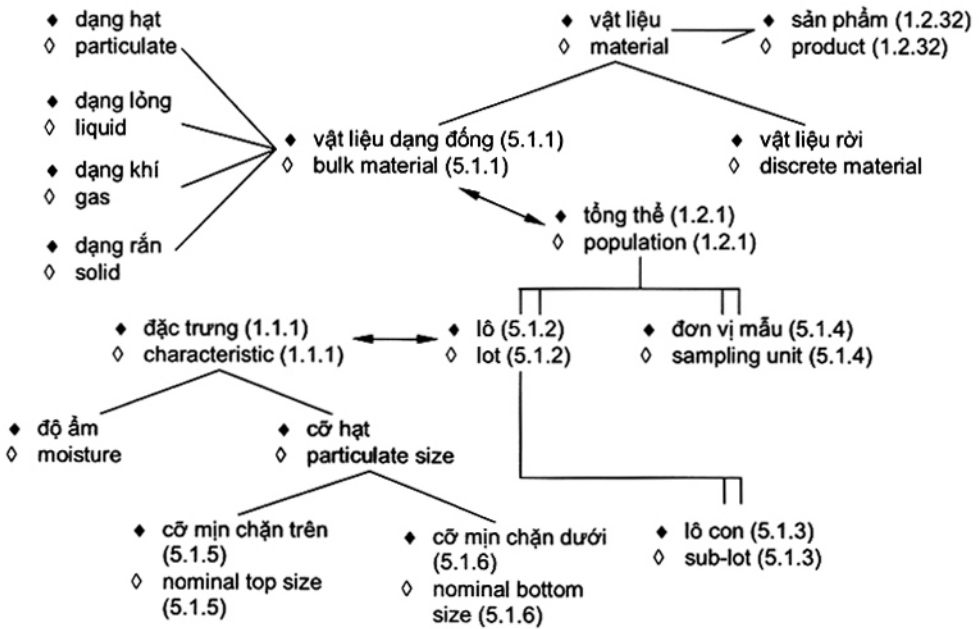 ◆ dạng hạt
◊ particulate
◆ dạng lỏng
◊ liquid
◆ dạng khí
◊ gas
◆ dạng rắn
◊ solid
◆ vật liệu
◊ material
◆ sản phẩm (1.2.32)
◊ product (1.2.32)
◆ vật liệu dạng đống (5.1.1)
◊ bulk material (5.1.1)
◆ vật liệu rời
◊ discrete material
◆ tổng thể (1.2.1)
◊ population (1.2.1)
◆ đặc trưng (1.1.1)
◊ characteristic (1.1.1)
◆ lô (5.1.2)
◊ lot (5.1.2)
◆ đơn vị mẫu (5.1.4)
◊ sampling unit (5.1.4)
◆ độ ẩm
◊ moisture
◆ cỡ hạt
◊ particulate size
◆ cỡ mịn chặn trên
(5.1.5)
◊ nominal top size
(5.1.5)
◆ cỡ mịn chặn dưới
(5.1.6)
◊ nominal bottom
size (5.1.6)
◆ lô con (5.1.3)
◊ sub-lot (5.1.3)